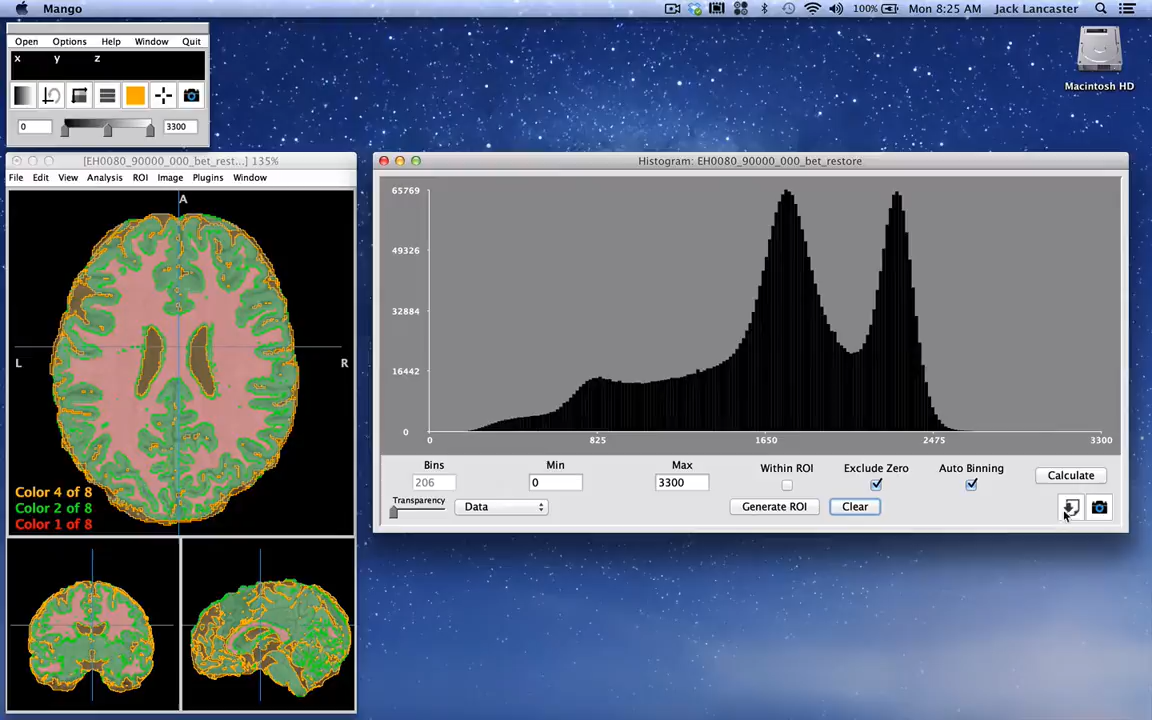 Mango 100% Mon 8:25 AM Jack Lancaster
Open Options Help Window Quit
x y z
0 3300
Macintosh HD
[EH0080_90000_000_bet_rest...] 135%
File Edit View Analysis ROI Image Plugins Window
A
L R
Color 4 of 8
Color 2 of 8
Color 1 of 8
Histogram: EH0080_90000_000_bet_restore
65769
49326
32884
16442
0
0 825 1650 2475 3300
Bins Min Max Within ROI Exclude Zero Auto Binning Calculate
206 0 3300
Transparency Data Generate ROI Clear